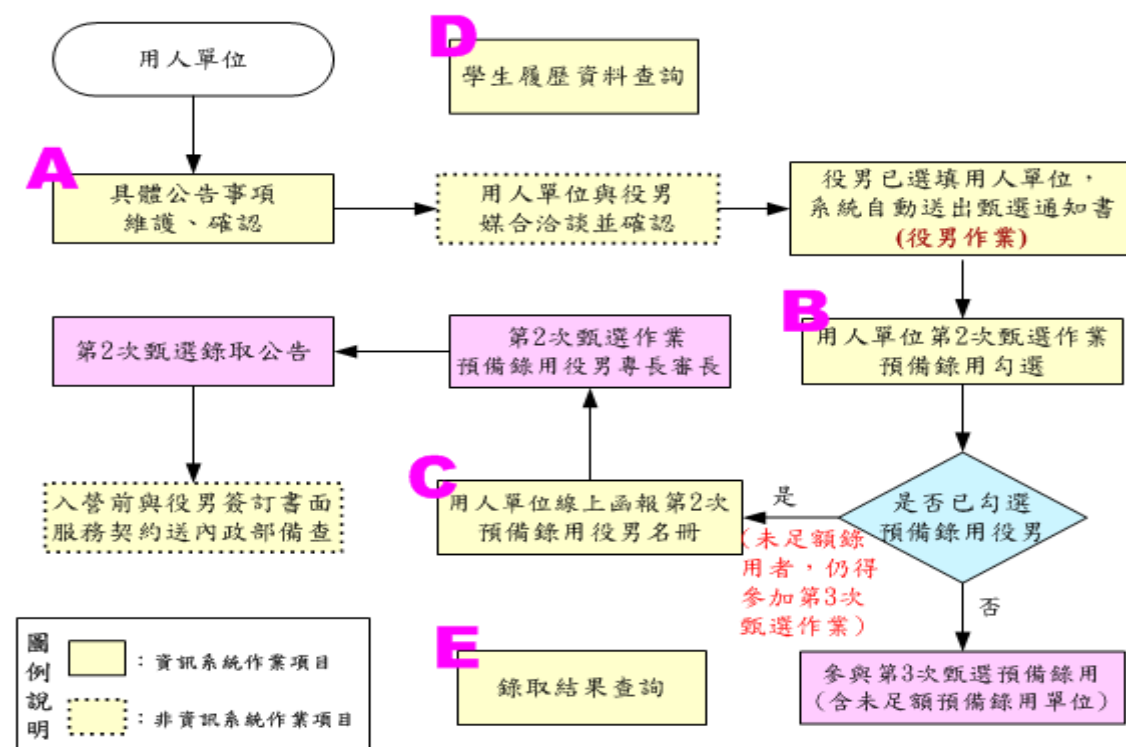 用人單位
D
學生履歷資料查詢
A
具體公告事項
維護、確認
用人單位與役男
媒合洽談並確認
役男已選填用人單位，
系統自動送出甄選通知書
(役男作業)
B
用人單位第2次甄選作業
預備錄用勾選
第2次甄選錄取公告
第2次甄選作業
預備錄用役男專長審長
入營前與役男簽訂書面
服務契約送內政部備查
C
用人單位線上函報第2次
預備錄用役男名冊
是
是否已勾選
預備錄用役男
（未足額錄
用者，仍得
參加第3次
甄選作業）
否
圖例說明
：資訊系統作業項目
：非資訊系統作業項目
E
錄取結果查詢
參與第3次甄選預備錄用
(含未足額預備錄用單位)